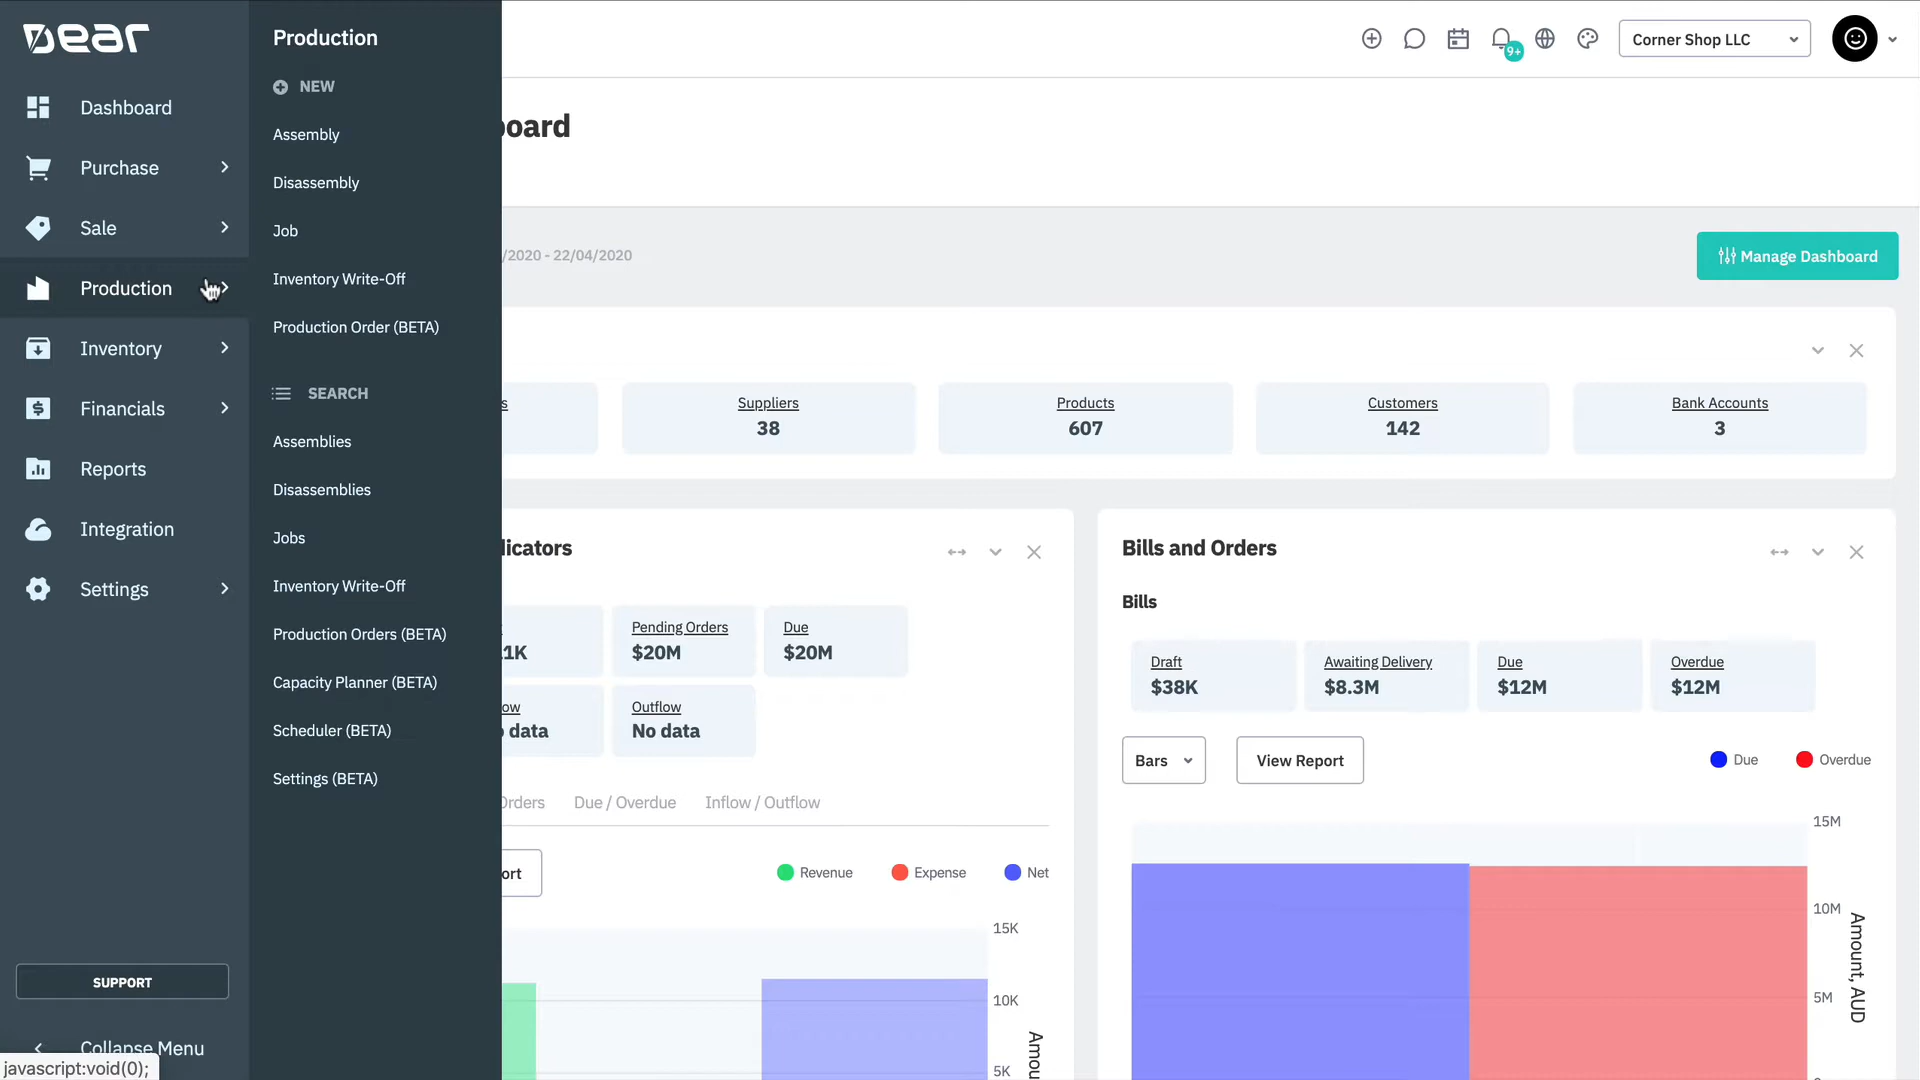 Dear
Dashboard
Purchase
Sale
Production
Inventory
Financials
Reports
Integration
Settings
SUPPORT
Collapse Menu
javascript:void(0);
Production
NEW
Assembly
Disassembly
Job
Inventory Write-Off
Production Order (BETA)
SEARCH
Assemblies
Disassemblies
Jobs
Inventory Write-Off
Production Orders (BETA)
Capacity Planner (BETA)
Scheduler (BETA)
Settings (BETA)
9+
Corner Shop LLC
board
/2020 - 22/04/2020
Manage Dashboard
s
Suppliers
38
Products
607
Customers
142
Bank Accounts
3
dicators
1K
Pending Orders
$20M
Due
$20M
ow
data
Outflow
No data
Orders
Due / Overdue
Inflow / Outflow
ort
Revenue
Expense
Net
15K
10K
5K
Amou
Bills and Orders
Bills
Draft
$38K
Awaiting Delivery
$8.3M
Due
$12M
Overdue
$12M
Bars
View Report
Due
Overdue
15M
10M
5M
Amount, AUD